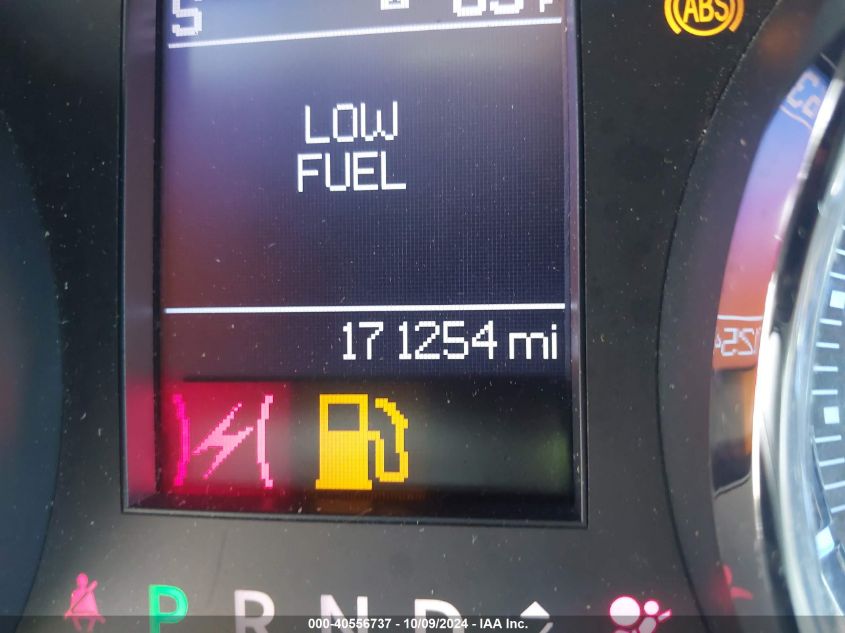 S
ABS
LOW
FUEL
171254 mi
P R N D
000-40556737 - 10/09/2024 - IAA Inc.